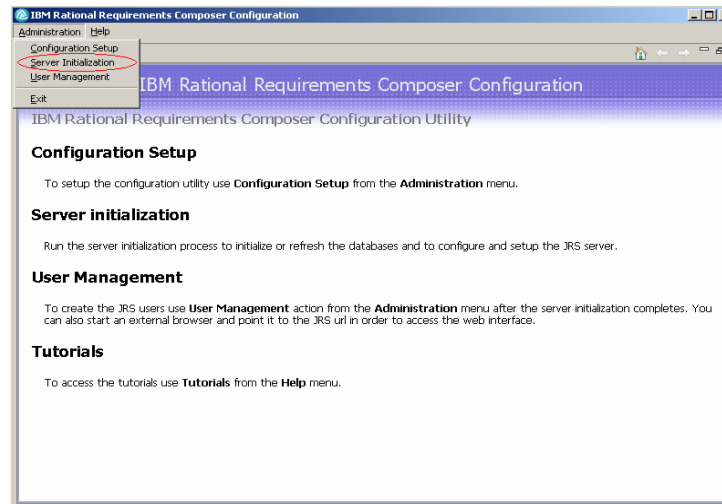 IBM Rational Requirements Composer Configuration
Administration Help
Configuration Setup
Server Initialization
User Management
Exit
IBM Rational Requirements Composer Configuration
IBM Rational Requirements Composer Configuration Utility
Configuration Setup
To setup the configuration utility use Configuration Setup from the Administration menu.
Server initialization
Run the server initialization process to initialize or refresh the databases and to configure and setup the JRS server.
User Management
To create the JRS users use User Management action from the Administration menu after the server initialization completes. You
can also start an external browser and point it to the JRS url in order to access the web interface.
Tutorials
To access the tutorials use Tutorials from the Help menu.